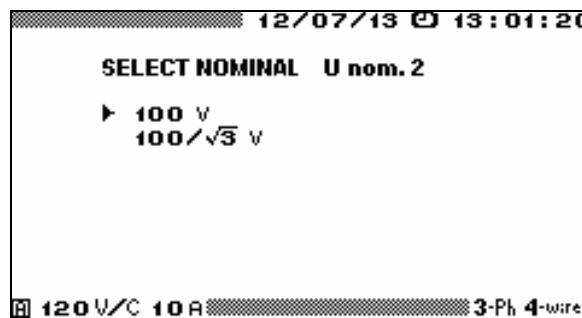 12/07/13 13:01:20
SELECT NOMINAL U nom. 2
100 V
100/√3 V
A 120 V/C 10 A 3-Ph 4-wire